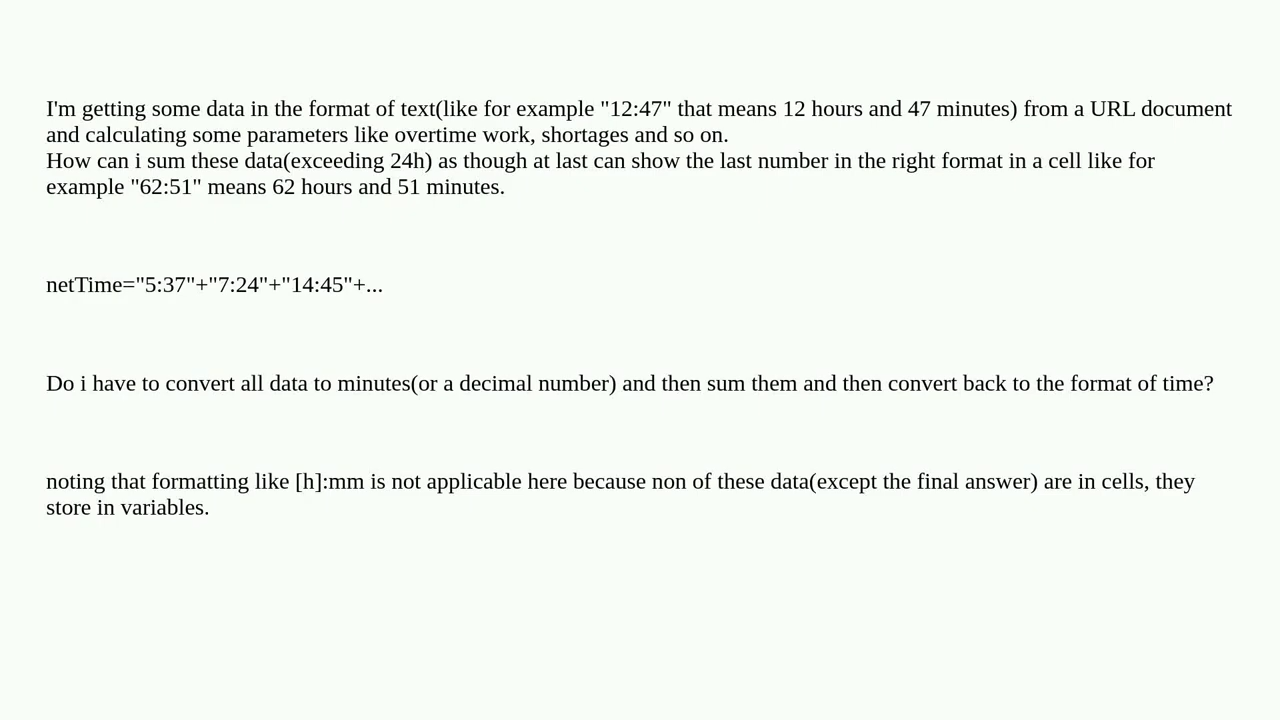 I'm getting some data in the format of text(like for example "12:47" that means 12 hours and 47 minutes) from a URL document
and calculating some parameters like overtime work, shortages and so on.
How can i sum these data(exceeding 24h) as though at last can show the last number in the right format in a cell like for
example "62:51" means 62 hours and 51 minutes.
netTime="5:37"+"7:24"+"14:45"+...
Do i have to convert all data to minutes(or a decimal number) and then sum them and then convert back to the format of time?
noting that formatting like [h]:mm is not applicable here because non of these data(except the final answer) are in cells, they
store in variables.